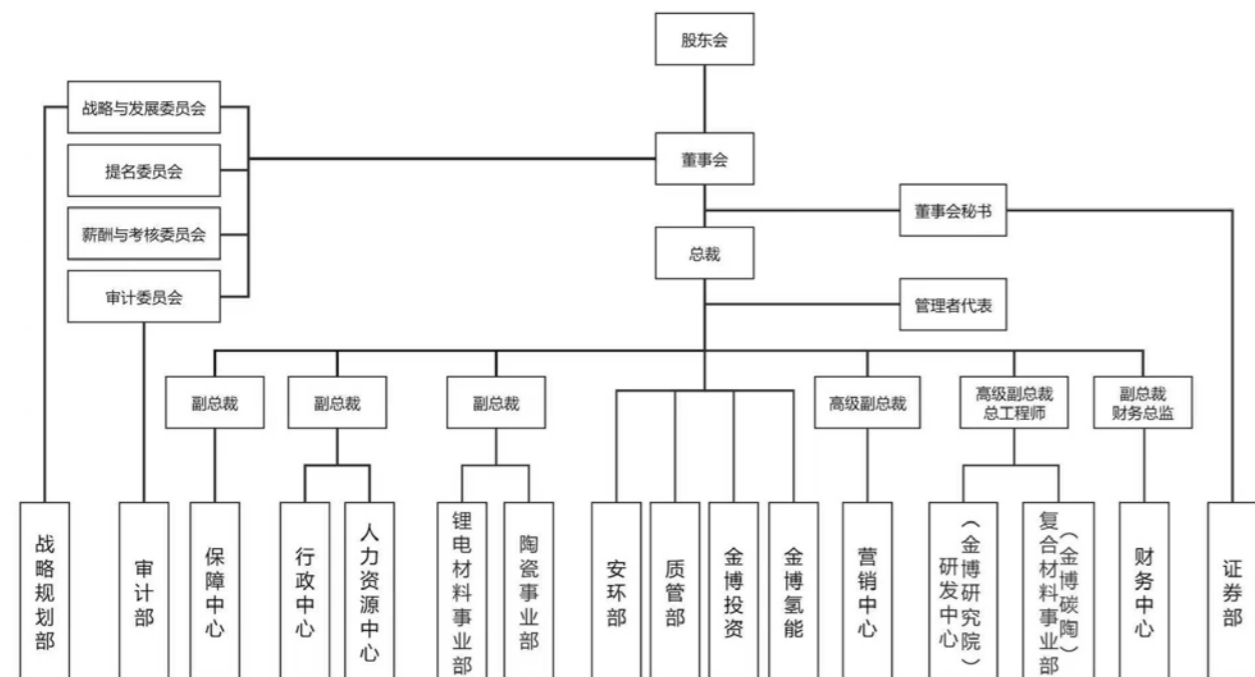 股东会
战略与发展委员会
董事会
提名委员会
董事会秘书
薪酬与考核委员会
总裁
审计委员会
管理者代表
副总裁
副总裁
副总裁
高级副总裁
高级副总裁
总工程师
副总裁
财务总监
战略规划部
审计部
保障中心
行政中心
人力资源中心
锂电材料事业部
陶瓷事业部
安环部
质管部
金博投资
金博氢能
营销中心
研发中心
（金博研究院）
复合材料事业部
（金博碳陶）
财务中心
证券部